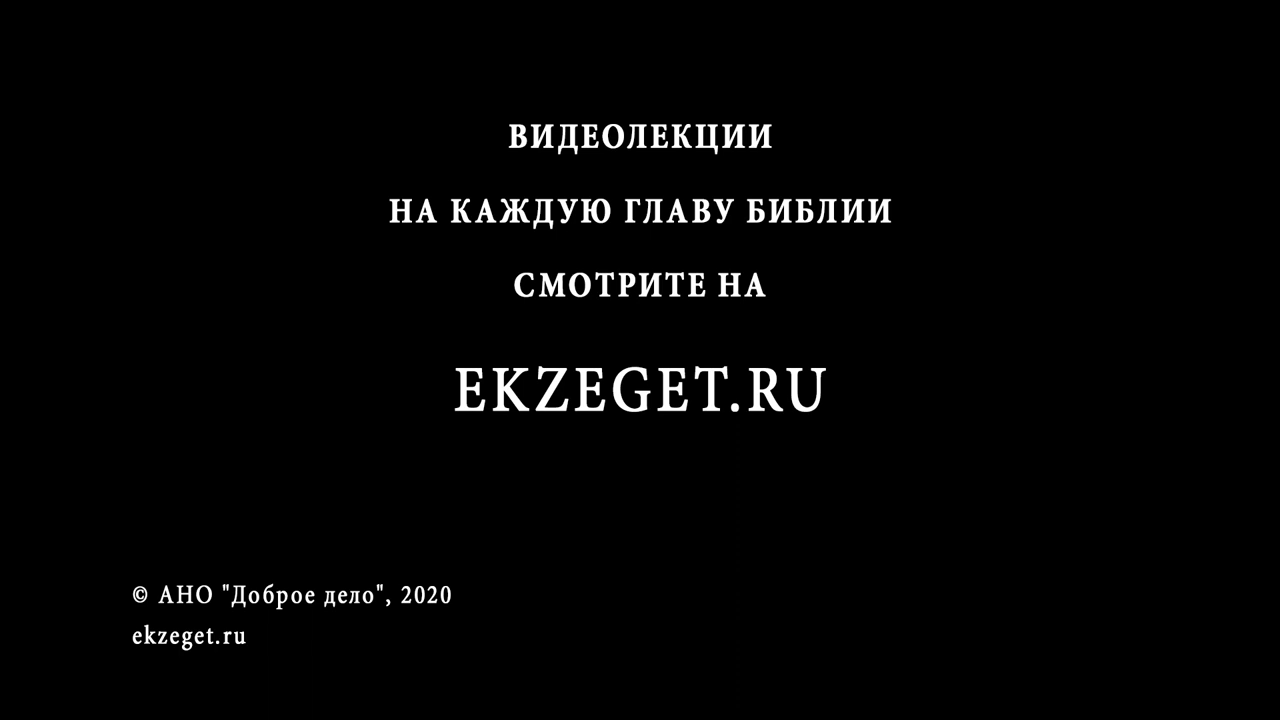 ВИДЕОЛЕКЦИИ
НА КАЖДУЮ ГЛАВУ БИБЛИИ
СМОТРИТЕ НА
EKZEGET.RU
© АНО "Доброе дело", 2020
ekzeget.ru